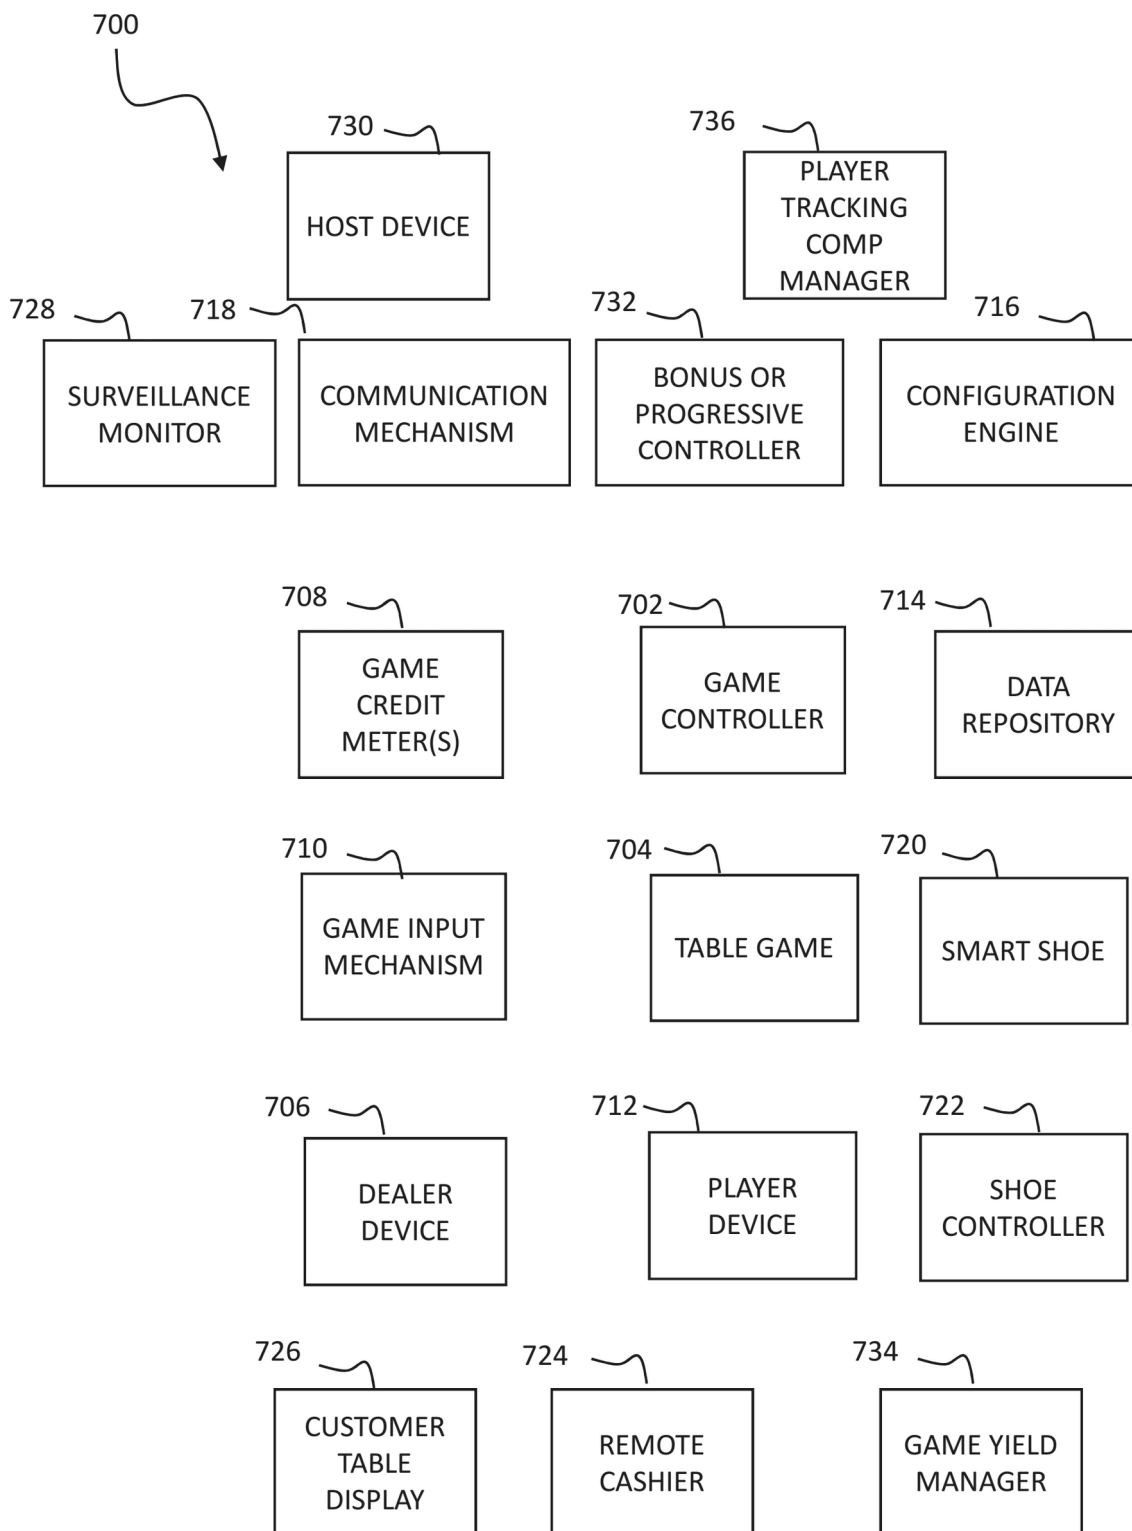 700
730
HOST DEVICE
736
PLAYER
TRACKING
COMP
MANAGER
728
SURVEILLANCE
MONITOR
718
COMMUNICATION
MECHANISM
732
BONUS OR
PROGRESSIVE
CONTROLLER
716
CONFIGURATION
ENGINE
708
GAME
CREDIT
METER(S)
702
GAME
CONTROLLER
714
DATA
REPOSITORY
710
GAME INPUT
MECHANISM
704
TABLE GAME
720
SMART SHOE
706
DEALER
DEVICE
712
PLAYER
DEVICE
722
SHOE
CONTROLLER
726
CUSTOMER
TABLE
DISPLAY
724
REMOTE
CASHIER
734
GAME YIELD
MANAGER